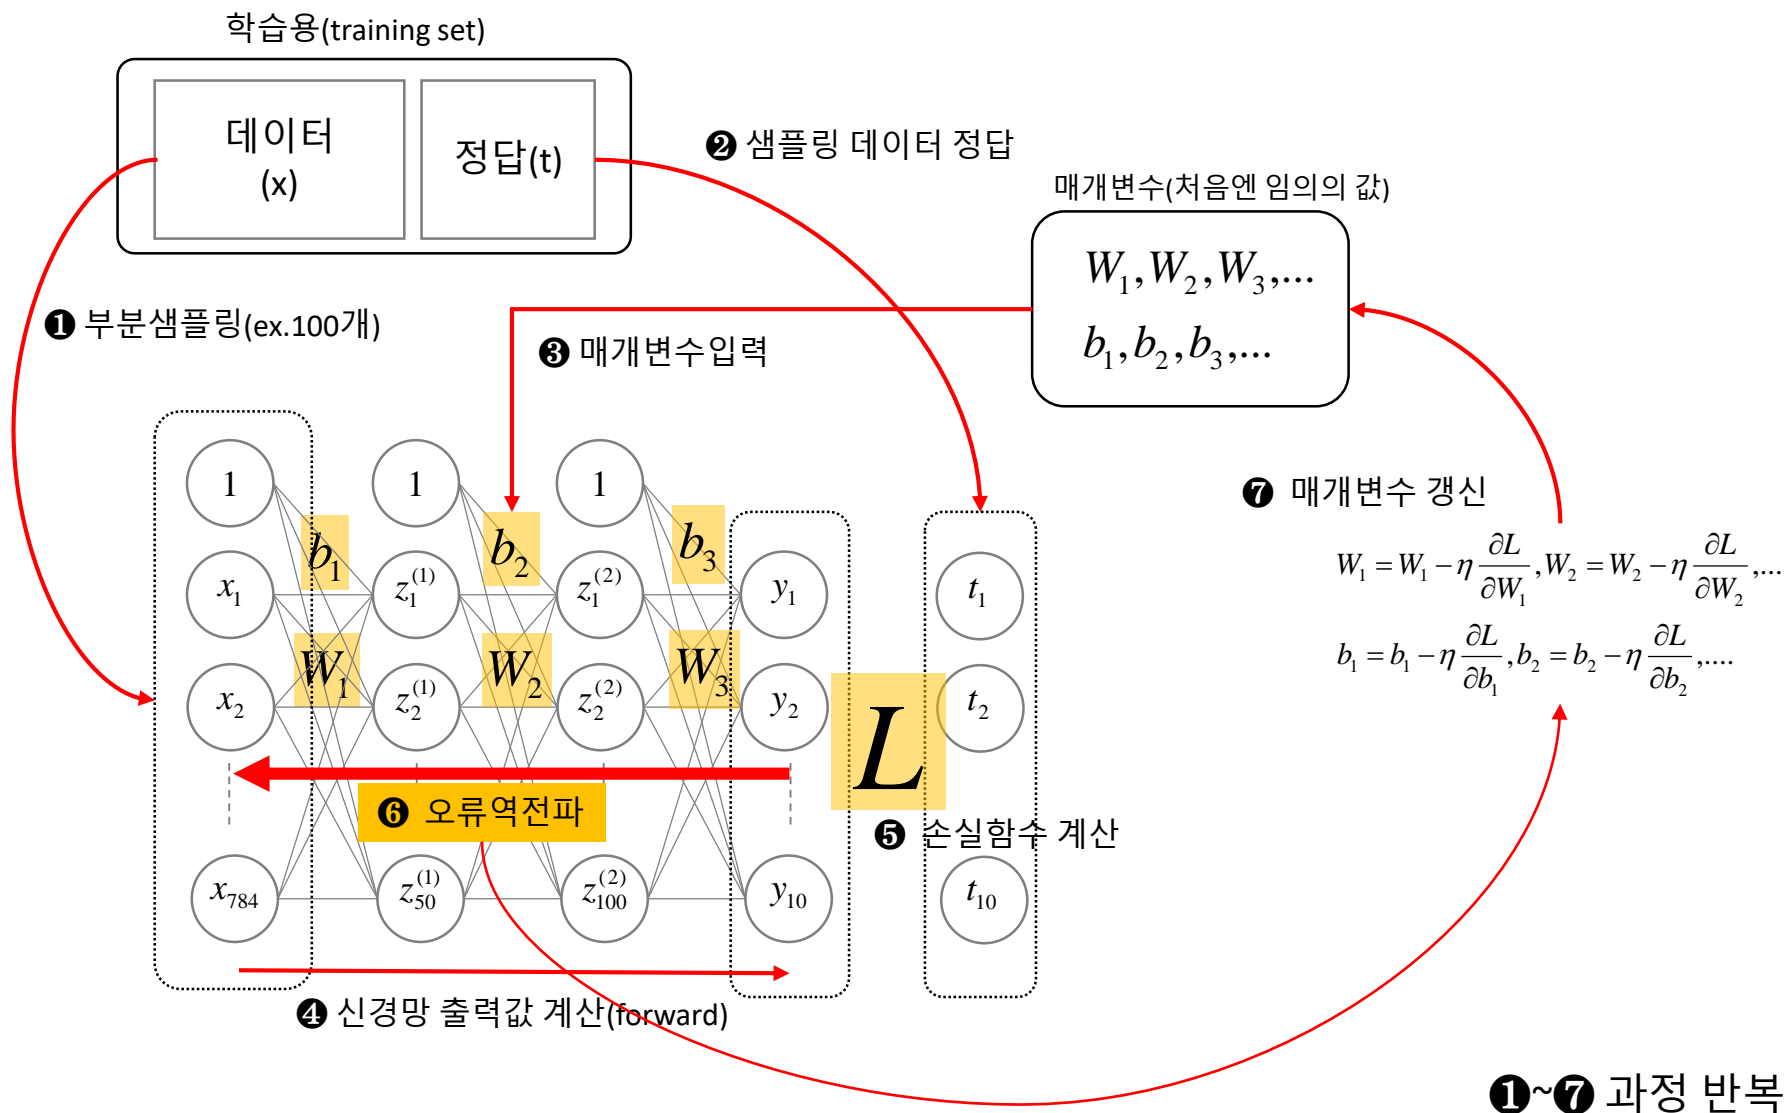 학습용(training set)
데이터
(x)
정답(t)
❷ 샘플링 데이터 정답
매개변수(처음엔 임의의 값)
W₁,W₂,W₃,...
b₁,b₂,b₃,...
❶ 부분샘플링(ex.100개)
❸ 매개변수입력
1 1 1
b₁ b₂ b₃
x₁ z₁⁽¹⁾ z₁⁽²⁾ y₁ t₁
W₁ W₂ W₃
x₂ z₂⁽¹⁾ z₂⁽²⁾ y₂ t₂
L
❻ 오류역전파
❺ 손실함수 계산
x₇₈₄ z₅₀⁽¹⁾ z₁₀₀⁽²⁾ y₁₀ t₁₀
❹ 신경망 출력값 계산(forward)
❼ 매개변수 갱신
W₁ = W₁ − η ∂L/∂W₁, W₂ = W₂ − η ∂L/∂W₂,...
b₁ = b₁ − η ∂L/∂b₁, b₂ = b₂ − η ∂L/∂b₂,....
❶~❼ 과정 반복